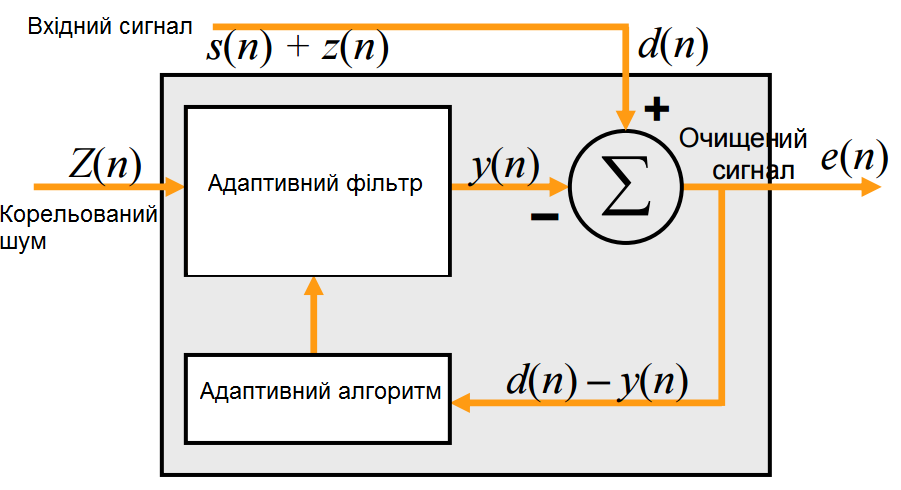 Вхідний сигнал
s(n) + z(n)
d(n)
+
Очищений
сигнал
e(n)
Z(n)
Адаптивний фільтр
y(n)
Σ
−
Корельований
шум
Адаптивний алгоритм
d(n) − y(n)